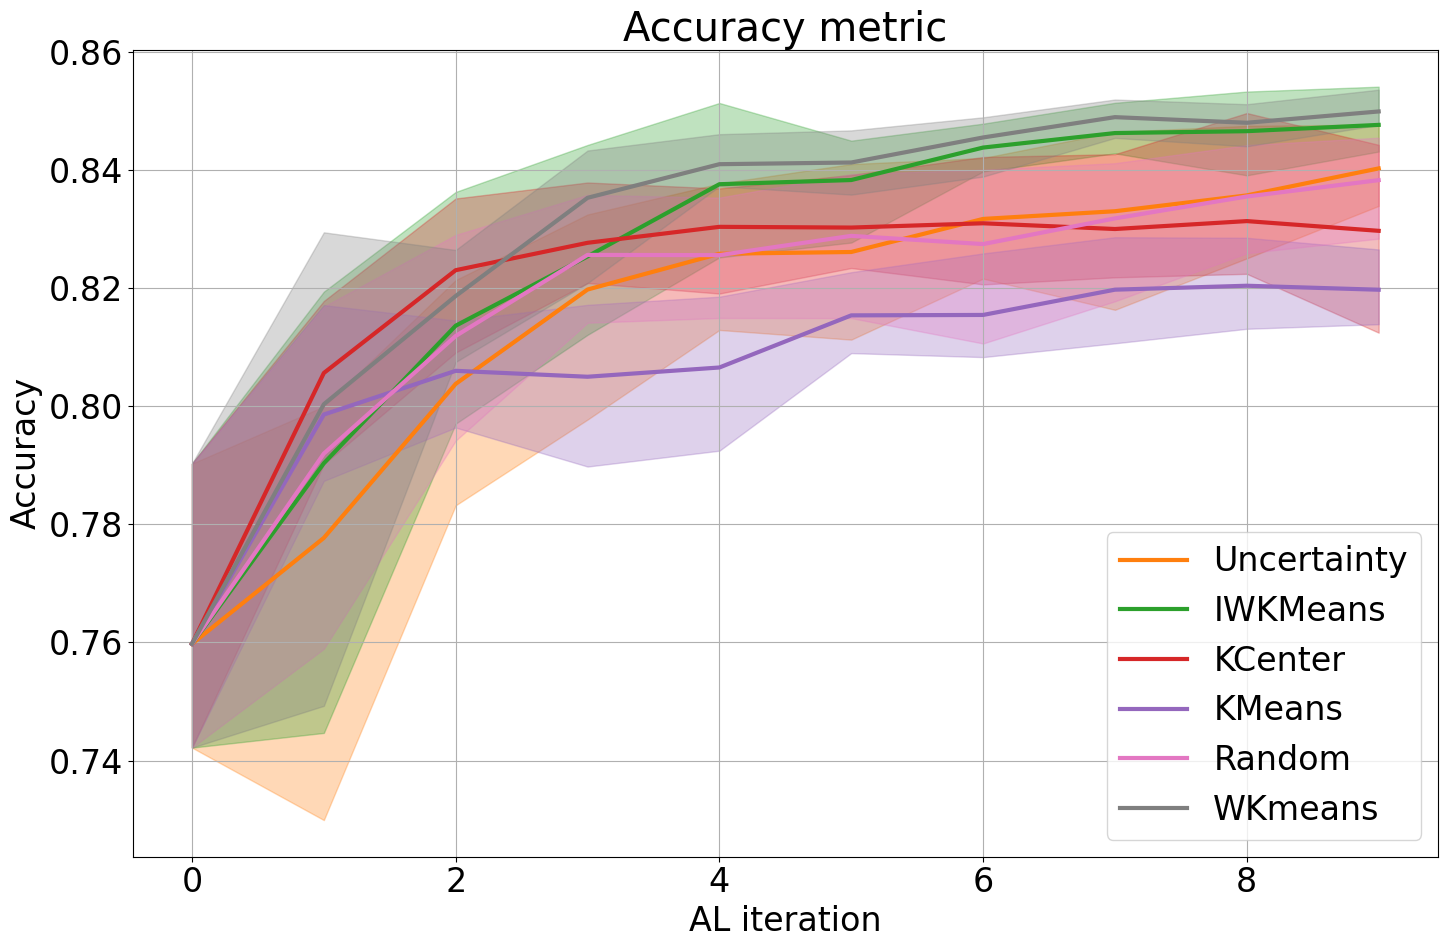 Accuracy metric
0.86
0.84
0.82
0.80
0.78
0.76
0.74
Accuracy
0
2
4
6
8
AL iteration
Uncertainty
IWKMeans
KCenter
KMeans
Random
WKmeans